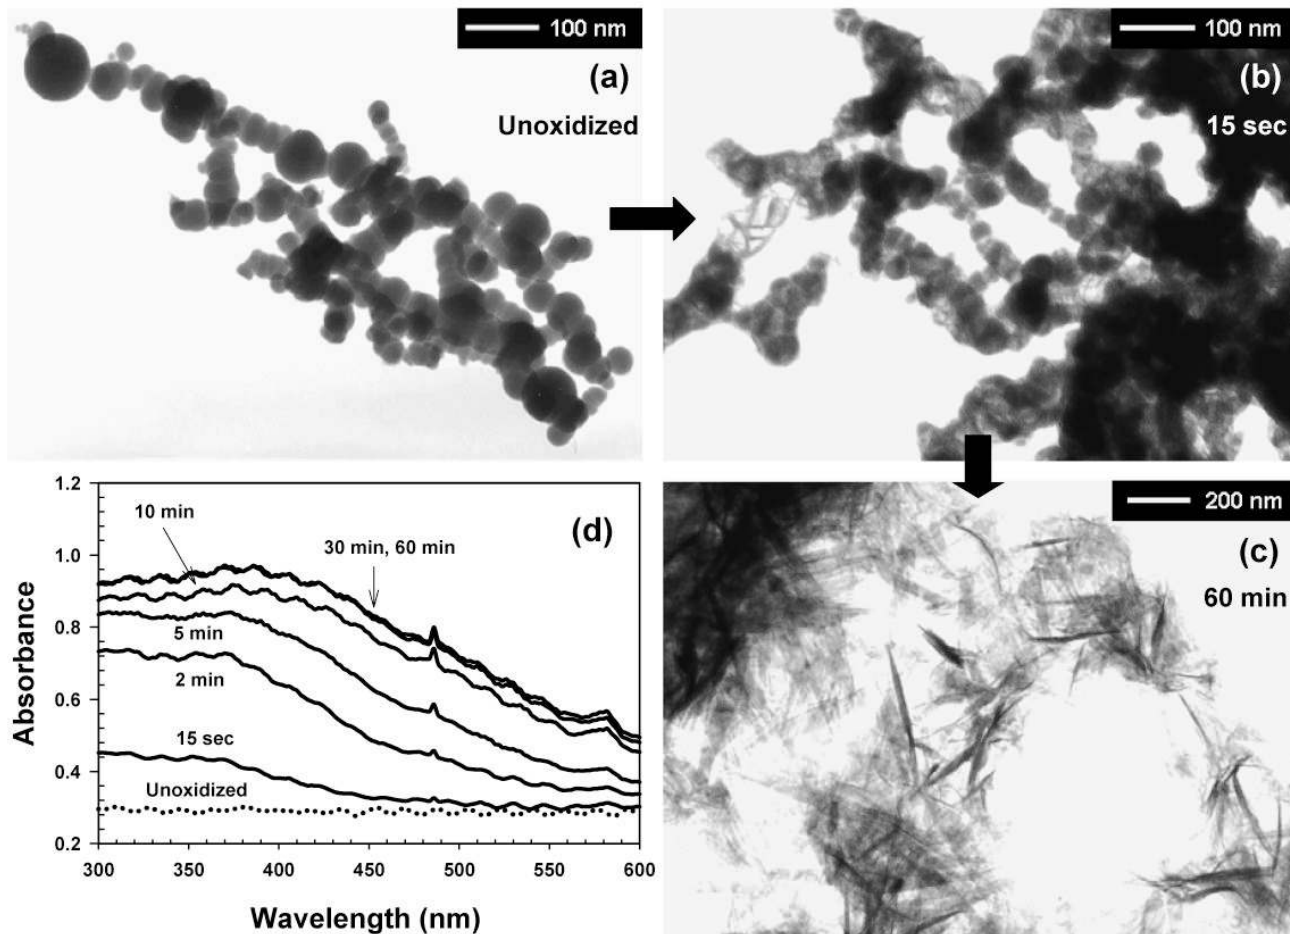 100 nm
(a)
Unoxidized
100 nm
(b)
15 sec
200 nm
(c)
60 min
(d)
10 min
30 min, 60 min
5 min
2 min
15 sec
Unoxidized
1.2
1.0
0.8
0.6
0.4
0.2
Absorbance
300 350 400 450 500 550 600
Wavelength (nm)